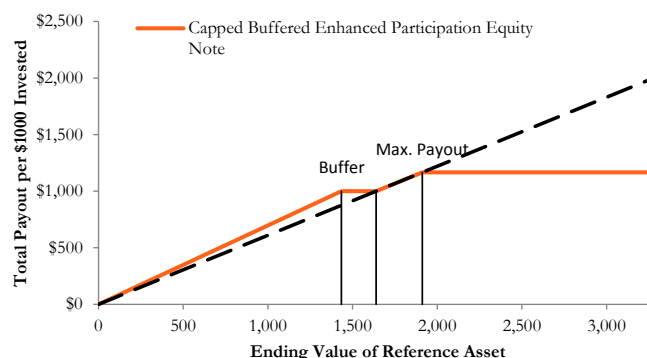 $2,500
Capped Buffered Enhanced Participation Equity
Note
$2,000
Total Payout per $1000 Invested
$1,500
Max. Payout
Buffer
$1,000
$500
$0
0 500 1,000 1,500 2,000 2,500 3,000
Ending Value of Reference Asset